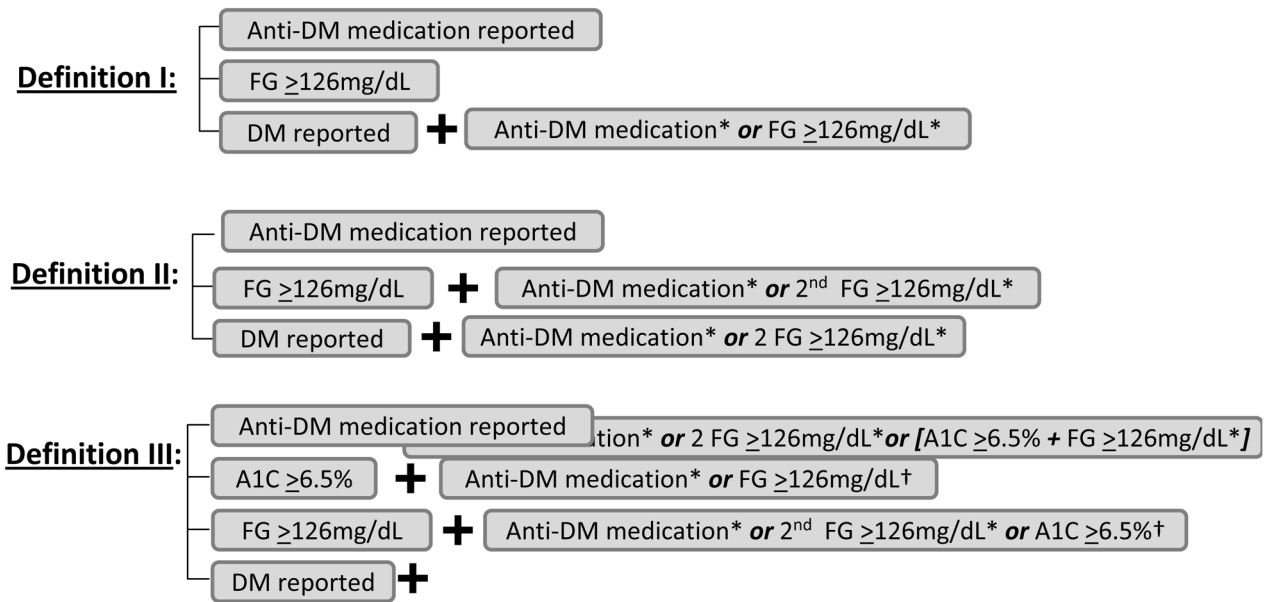 Anti-DM medication reported
Definition I: FG ≥126mg/dL
DM reported + Anti-DM medication* or FG ≥126mg/dL*
Anti-DM medication reported
Definition II: FG ≥126mg/dL + Anti-DM medication* or 2nd FG ≥126mg/dL*
DM reported + Anti-DM medication* or 2 FG ≥126mg/dL*
Anti-DM medication reported
or 2 FG ≥126mg/dL*or [A1C ≥6.5% + FG ≥126mg/dL*]
Definition III:
A1C ≥6.5% + Anti-DM medication* or FG ≥126mg/dL†
FG ≥126mg/dL + Anti-DM medication* or 2nd FG ≥126mg/dL* or A1C ≥6.5%†
DM reported +